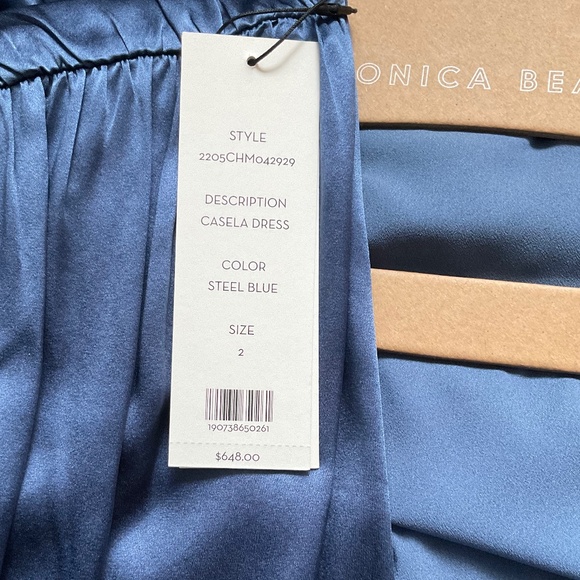 ONICA BEA
STYLE
2205CHM042929
DESCRIPTION
CASELA DRESS
COLOR
STEEL BLUE
SIZE
2
190738650261
$648.00